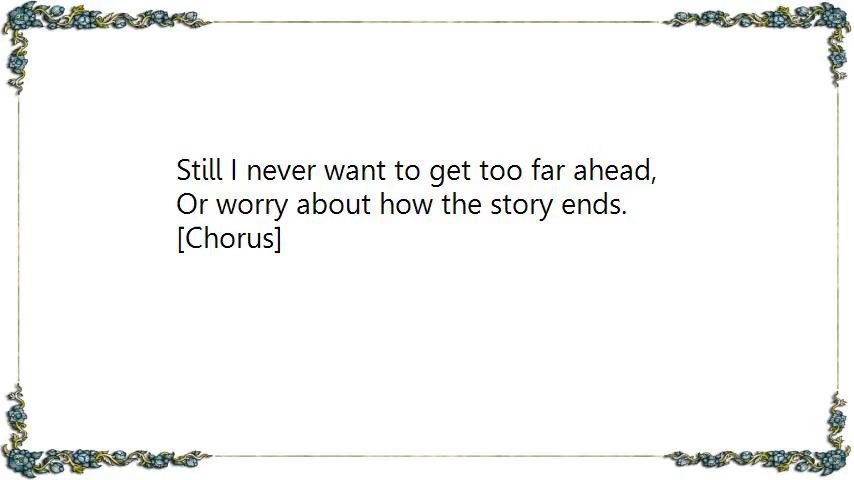 Still I never want to get too far ahead,
Or worry about how the story ends.
[Chorus]